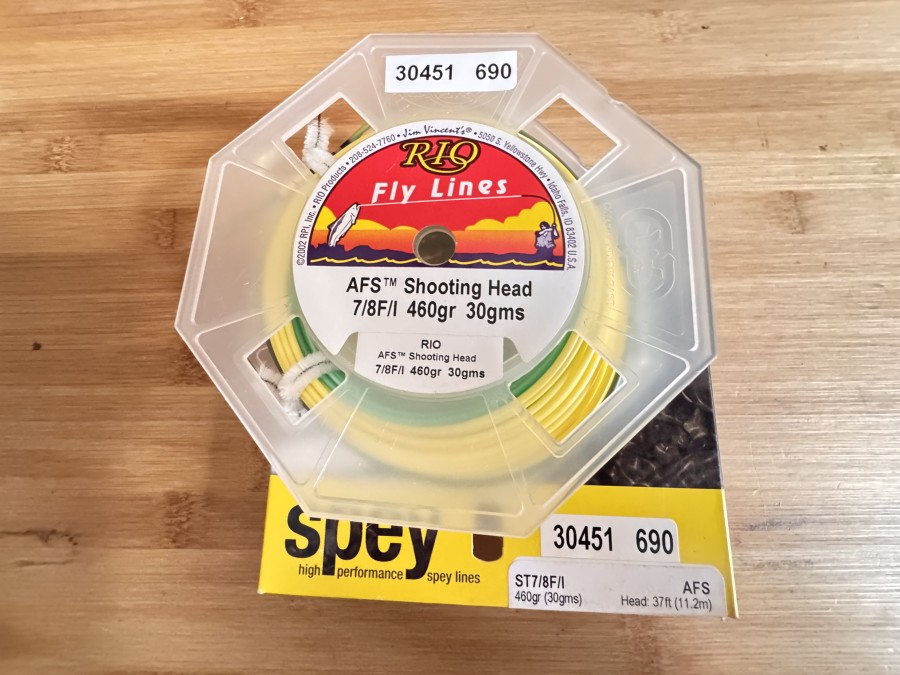 30451 690
©2002 RPI, Inc. • RIO Products • 208-524-7760 • Jim Vincent's® • 5050 S. Yellowstone Hwy • Idaho Falls, ID 83402 U.S.A.
RIO
Fly Lines
AFS™ Shooting Head
7/8F/I 460gr 30gms
RIO
AFS™ Shooting Head
7/8F/I 460gr 30gms
spey
high performance spey lines
30451 690
ST7/8F/I AFS
460gr (30gms) Head: 37ft (11.2m)